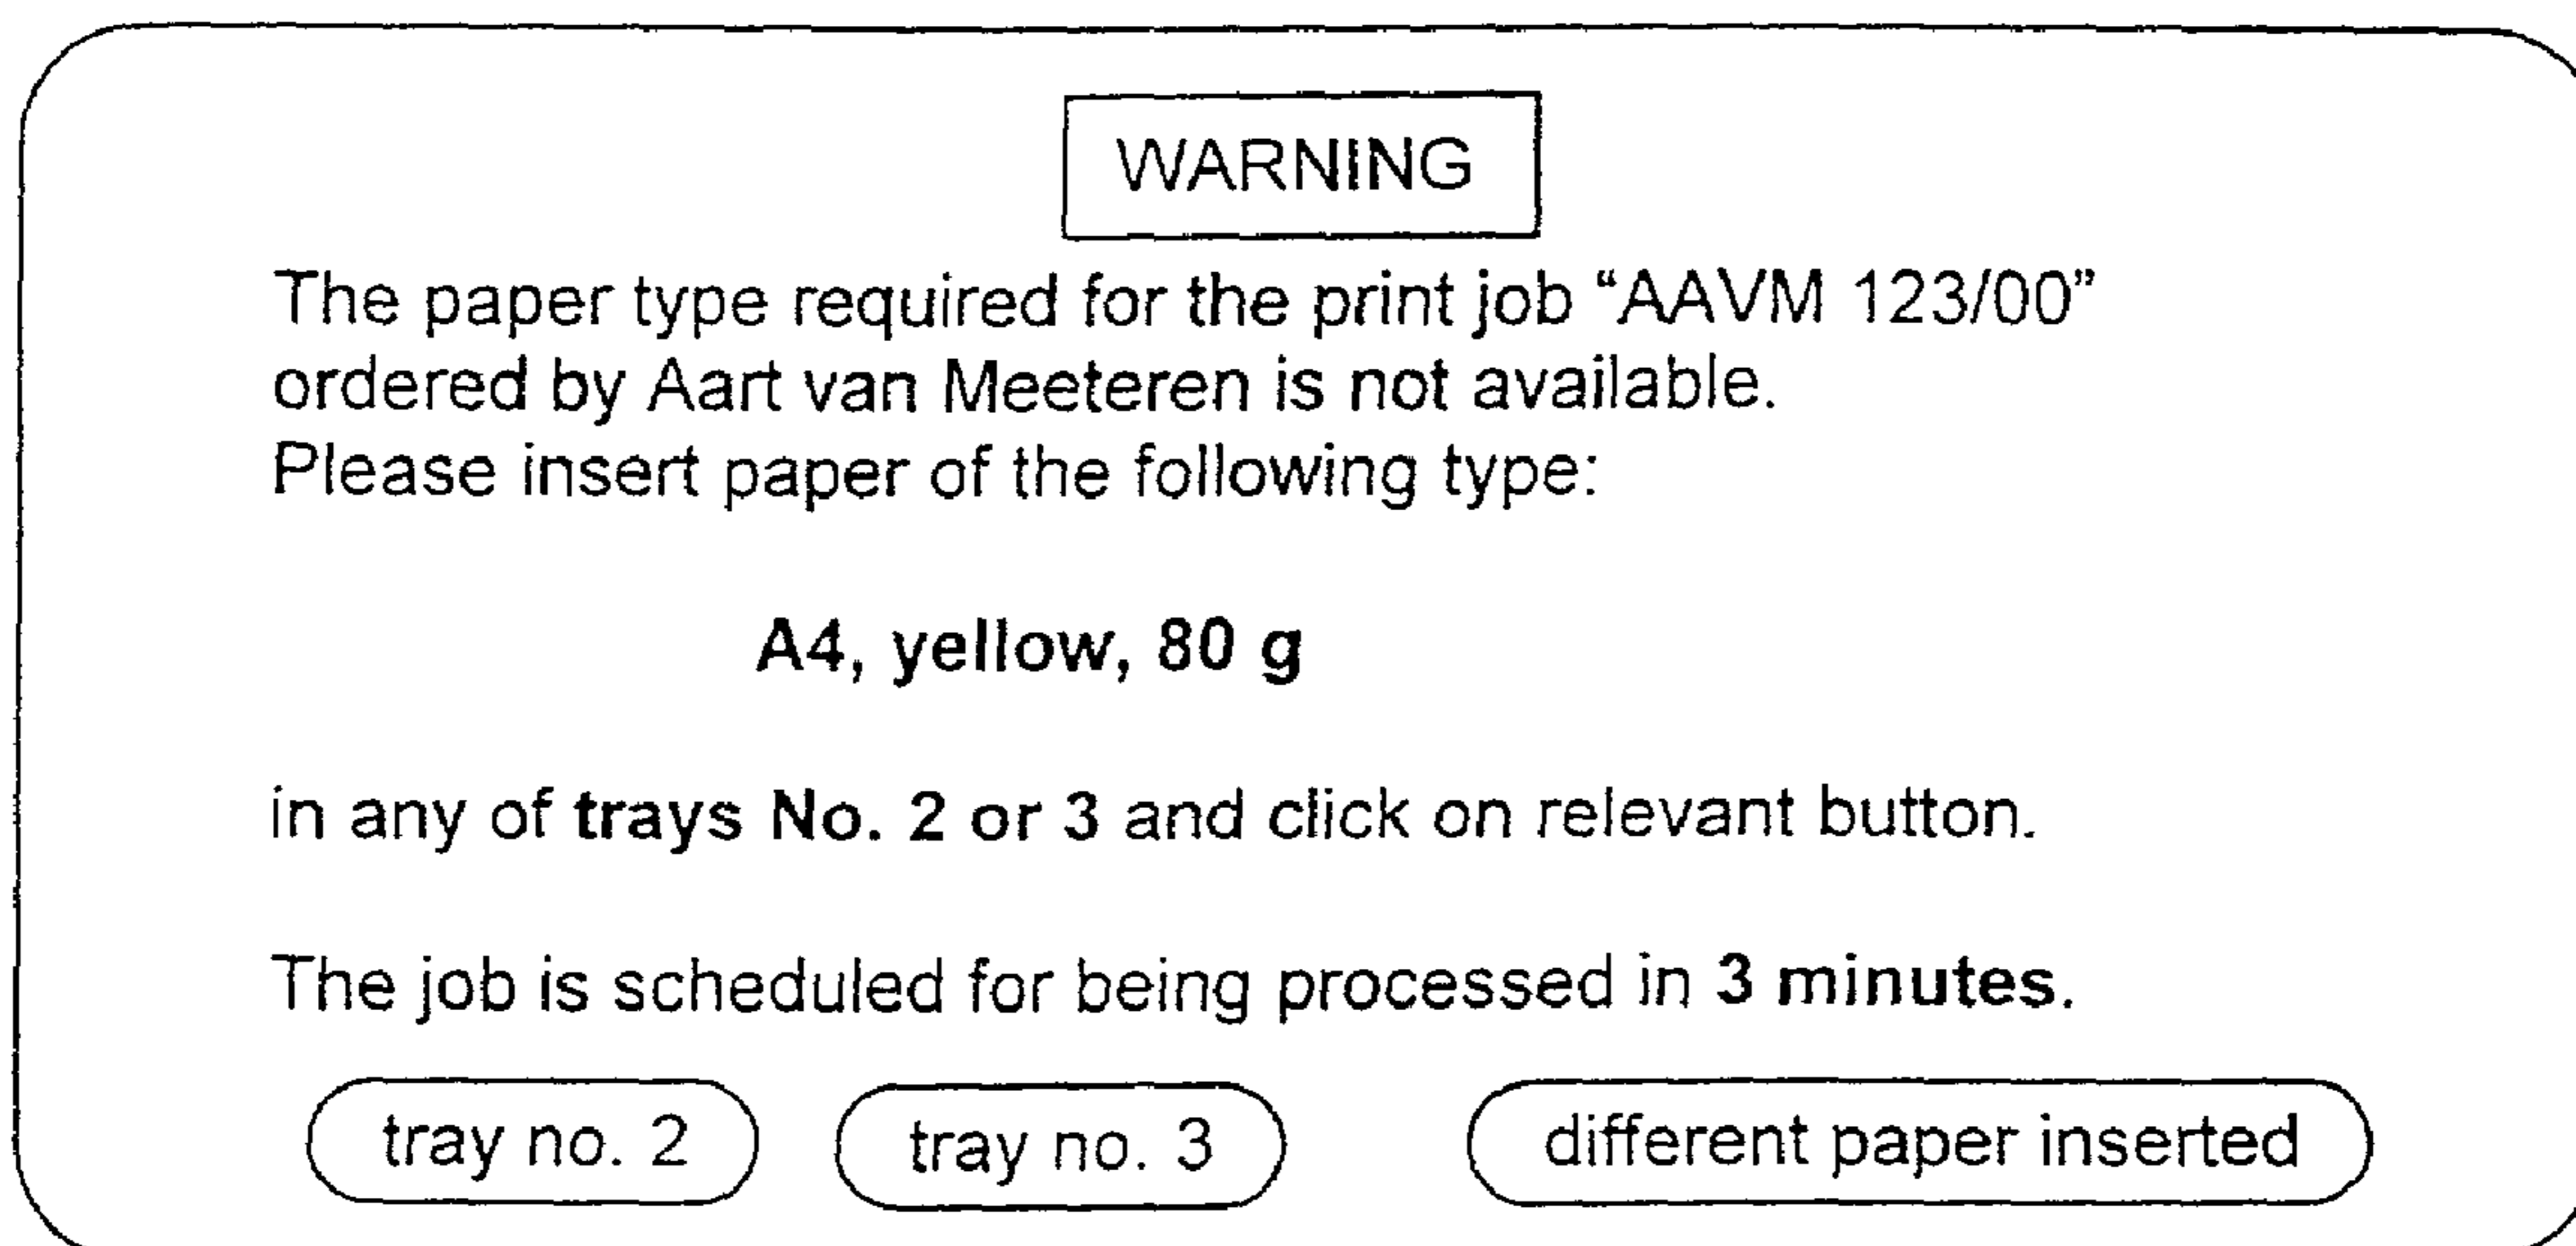 WARNING
The paper type required for the print job “AAVM 123/00”
ordered by Aart van Meeteren is not available.
Please insert paper of the following type:
A4, yellow, 80 g
in any of trays No. 2 or 3 and click on relevant button.
The job is scheduled for being processed in 3 minutes.
tray no. 2 tray no. 3 different paper inserted